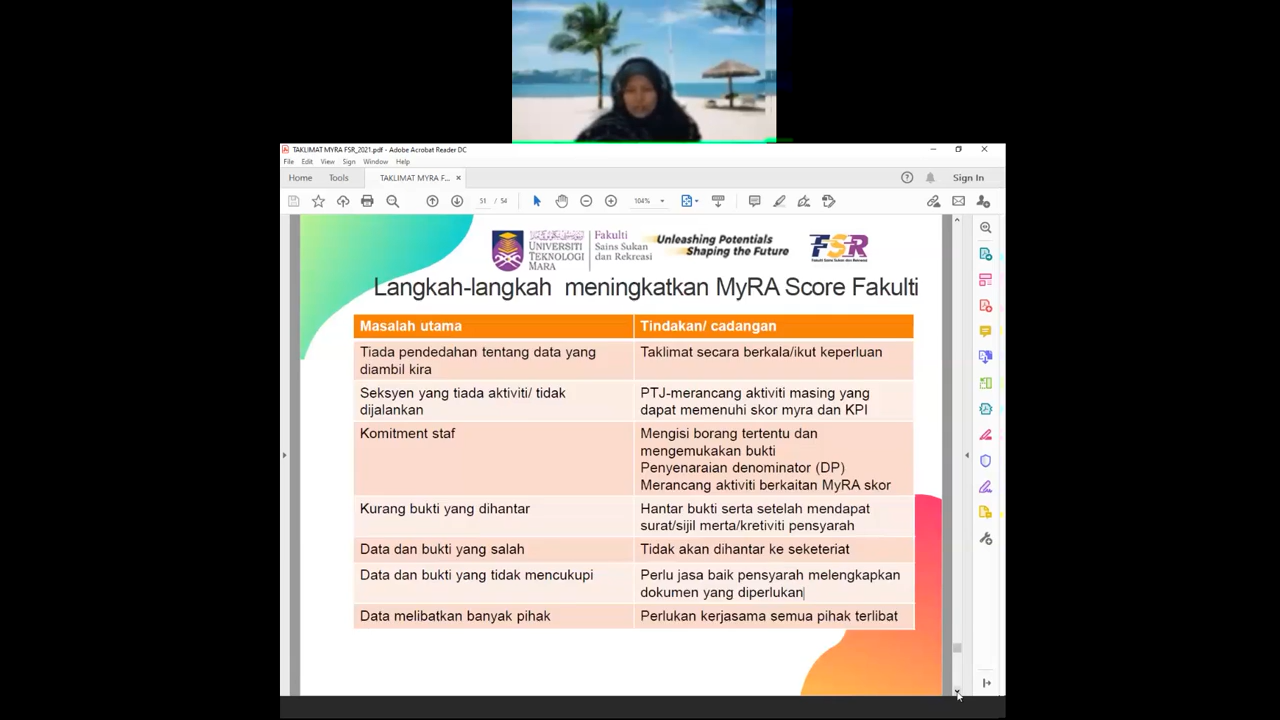 TAKLIMAT MYRA FSR_2021.pdf - Adobe Acrobat Reader DC
File Edit View Sign Window Help
Home Tools TAKLIMAT MYRA F... × Sign In
51 / 54 104%
UNIVERSITI
TEKNOLOGI
MARA
Fakulti
Sains Sukan
dan Rekreasi
Unleashing Potentials
Shaping the Future
FSR
Fakulti Sains Sukan dan Rekreasi
Langkah-langkah meningkatkan MyRA Score Fakulti
Masalah utama
Tindakan/ cadangan
Tiada pendedahan tentang data yang
diambil kira
Taklimat secara berkala/ikut keperluan
Seksyen yang tiada aktiviti/ tidak
dijalankan
PTJ-merancang aktiviti masing yang
dapat memenuhi skor myra dan KPI
Komitment staf
Mengisi borang tertentu dan
mengemukakan bukti
Penyenaraian denominator (DP)
Merancang aktiviti berkaitan MyRA skor
Kurang bukti yang dihantar
Hantar bukti serta setelah mendapat
surat/sijil merta/kretiviti pensyarah
Data dan bukti yang salah
Tidak akan dihantar ke seketeriat
Data dan bukti yang tidak mencukupi
Perlu jasa baik pensyarah melengkapkan
dokumen yang diperlukan
Data melibatkan banyak pihak
Perlukan kerjasama semua pihak terlibat